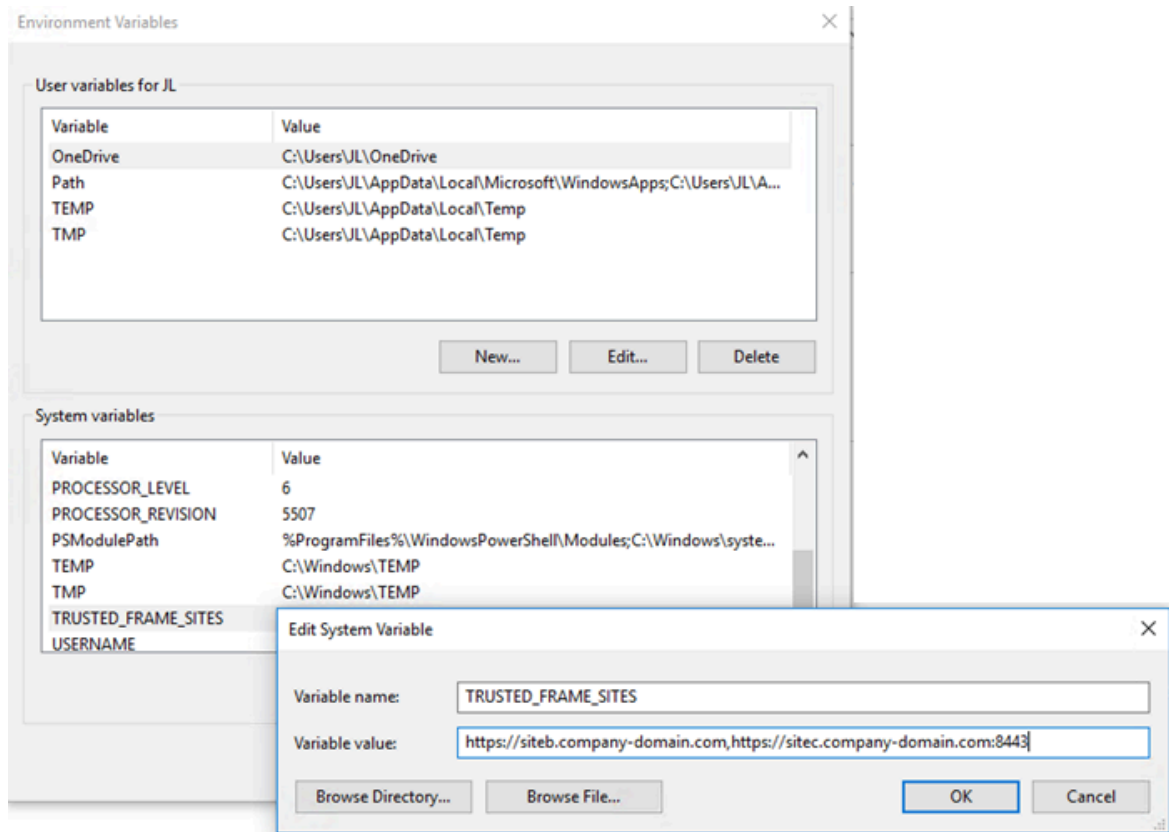 Environment Variables
User variables for JL
Variable Value
OneDrive C:\Users\JL\OneDrive
Path C:\Users\JL\AppData\Local\Microsoft\WindowsApps;C:\Users\JL\A...
TEMP C:\Users\JL\AppData\Local\Temp
TMP C:\Users\JL\AppData\Local\Temp
New... Edit... Delete
System variables
Variable Value
PROCESSOR_LEVEL 6
PROCESSOR_REVISION 5507
PSModulePath %ProgramFiles%\WindowsPowerShell\Modules;C:\Windows\syste...
TEMP C:\Windows\TEMP
TMP C:\Windows\TEMP
TRUSTED_FRAME_SITES
USERNAME
Edit System Variable
Variable name: TRUSTED_FRAME_SITES
Variable value: https://siteb.company-domain.com,https://sitec.company-domain.com:8443
Browse Directory... Browse File... OK Cancel